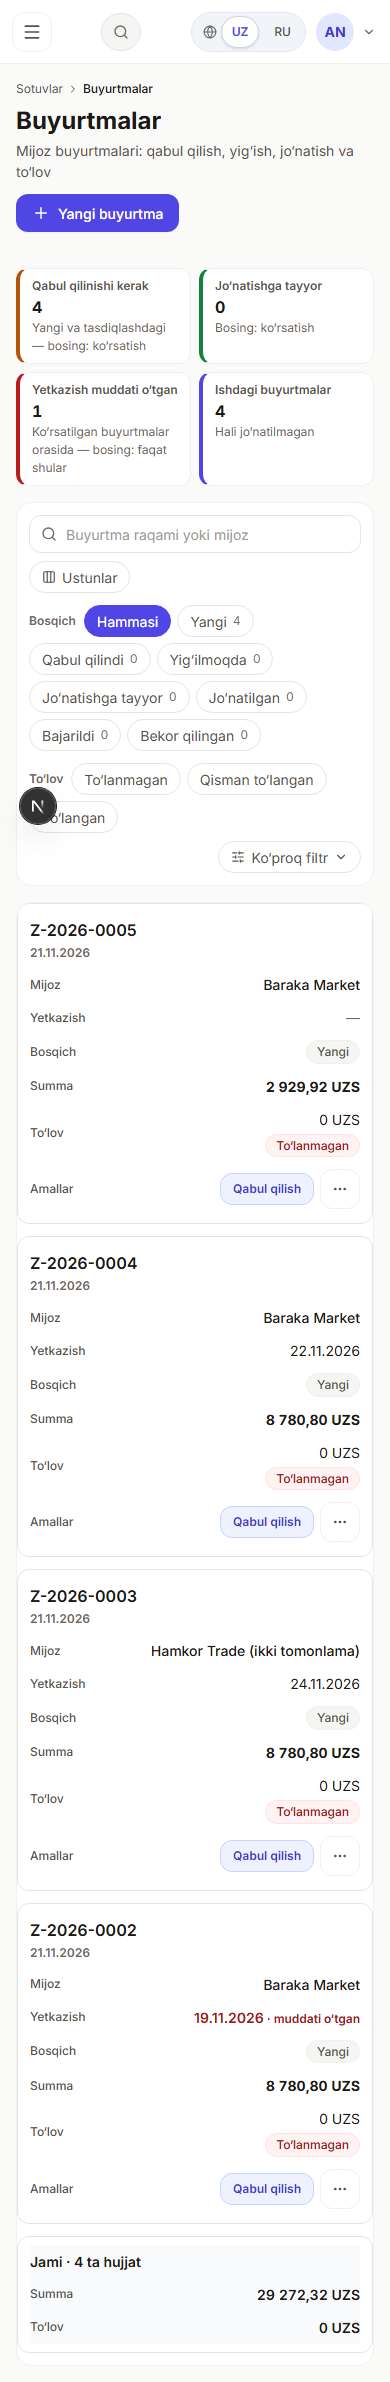 UZ RU AN
Sotuvlar > Buyurtmalar
Buyurtmalar
Mijoz buyurtmalari: qabul qilish, yig‘ish, jo‘natish va
to‘lov
+ Yangi buyurtma
Qabul qilinishi kerak
4
Yangi va tasdiqlashdagi
— bosing: ko‘rsatish
Jo‘natishga tayyor
0
Bosing: ko‘rsatish
Yetkazish muddati o‘tgan
1
Ko‘rsatilgan buyurtmalar
orasida — bosing: faqat
shular
Ishdagi buyurtmalar
4
Hali jo‘natilmagan
Buyurtma raqami yoki mijoz
Ustunlar
Bosqich Hammasi Yangi 4
Qabul qilindi 0 Yig‘ilmoqda 0
Jo‘natishga tayyor 0 Jo‘natilgan 0
Bajarildi 0 Bekor qilingan 0
To‘lov To‘lanmagan Qisman to‘langan
N o‘langan
Ko‘proq filtr
Z-2026-0005
21.11.2026
Mijoz Baraka Market
Yetkazish —
Bosqich Yangi
Summa 2 929,92 UZS
To‘lov 0 UZS
To‘lanmagan
Amallar Qabul qilish ...
Z-2026-0004
21.11.2026
Mijoz Baraka Market
Yetkazish 22.11.2026
Bosqich Yangi
Summa 8 780,80 UZS
To‘lov 0 UZS
To‘lanmagan
Amallar Qabul qilish ...
Z-2026-0003
21.11.2026
Mijoz Hamkor Trade (ikki tomonlama)
Yetkazish 24.11.2026
Bosqich Yangi
Summa 8 780,80 UZS
To‘lov 0 UZS
To‘lanmagan
Amallar Qabul qilish ...
Z-2026-0002
21.11.2026
Mijoz Baraka Market
Yetkazish 19.11.2026 · muddati o‘tgan
Bosqich Yangi
Summa 8 780,80 UZS
To‘lov 0 UZS
To‘lanmagan
Amallar Qabul qilish ...
Jami · 4 ta hujjat
Summa 29 272,32 UZS
To‘lov 0 UZS